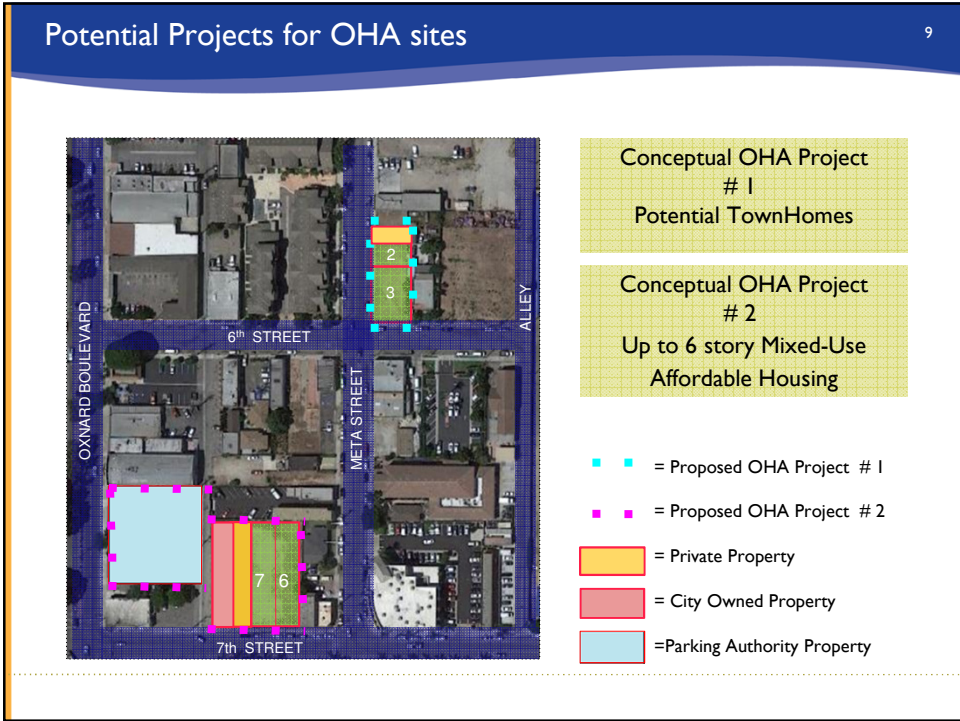 Potential Projects for OHA sites
9
Conceptual OHA Project
# 1
Potential TownHomes
Conceptual OHA Project
# 2
Up to 6 story Mixed-Use
Affordable Housing
OXNARD BOULEVARD
6th STREET
META STREET
ALLEY
2
3
7 6
7th STREET
= Proposed OHA Project # 1
= Proposed OHA Project # 2
= Private Property
= City Owned Property
=Parking Authority Property